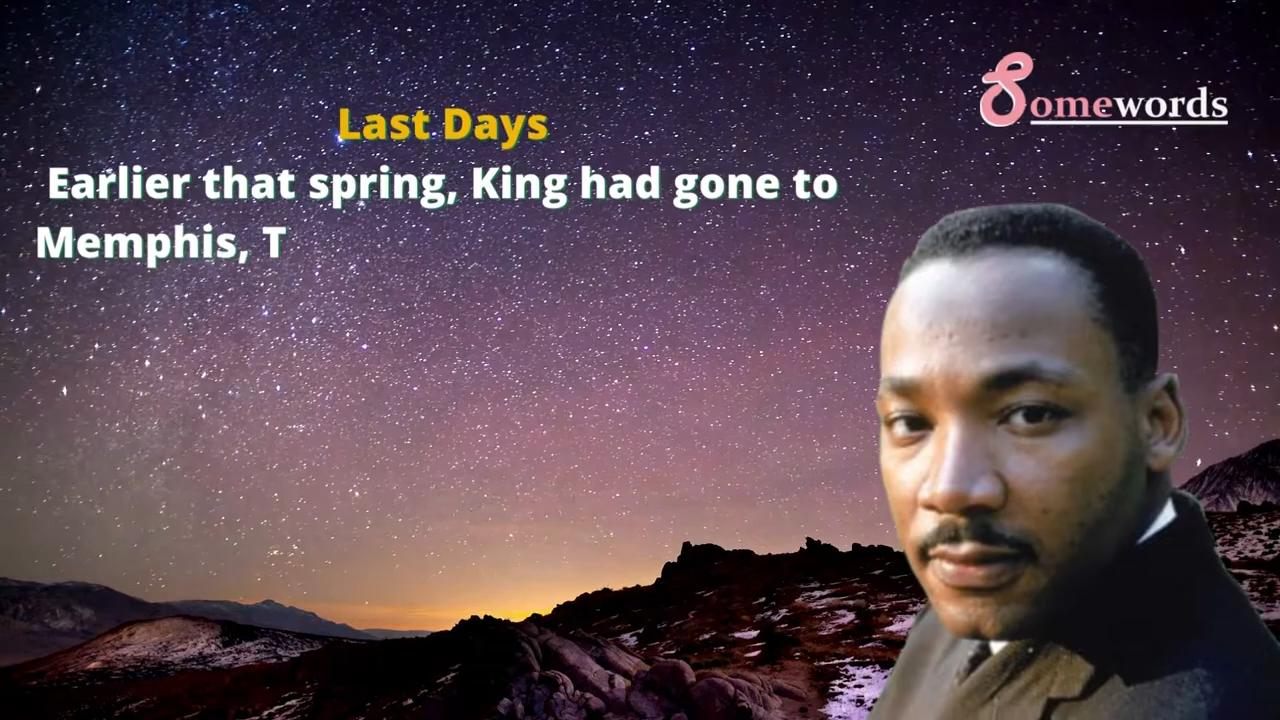 Somewords
Last Days
Earlier that spring, King had gone to
Memphis, T